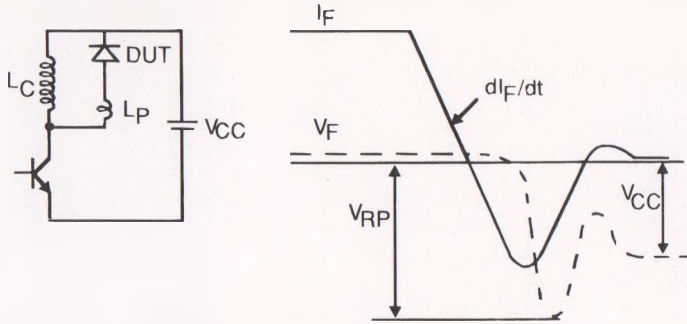 L_C
DUT
L_P
V_CC
I_F
dI_F/dt
V_F
V_RP
V_CC